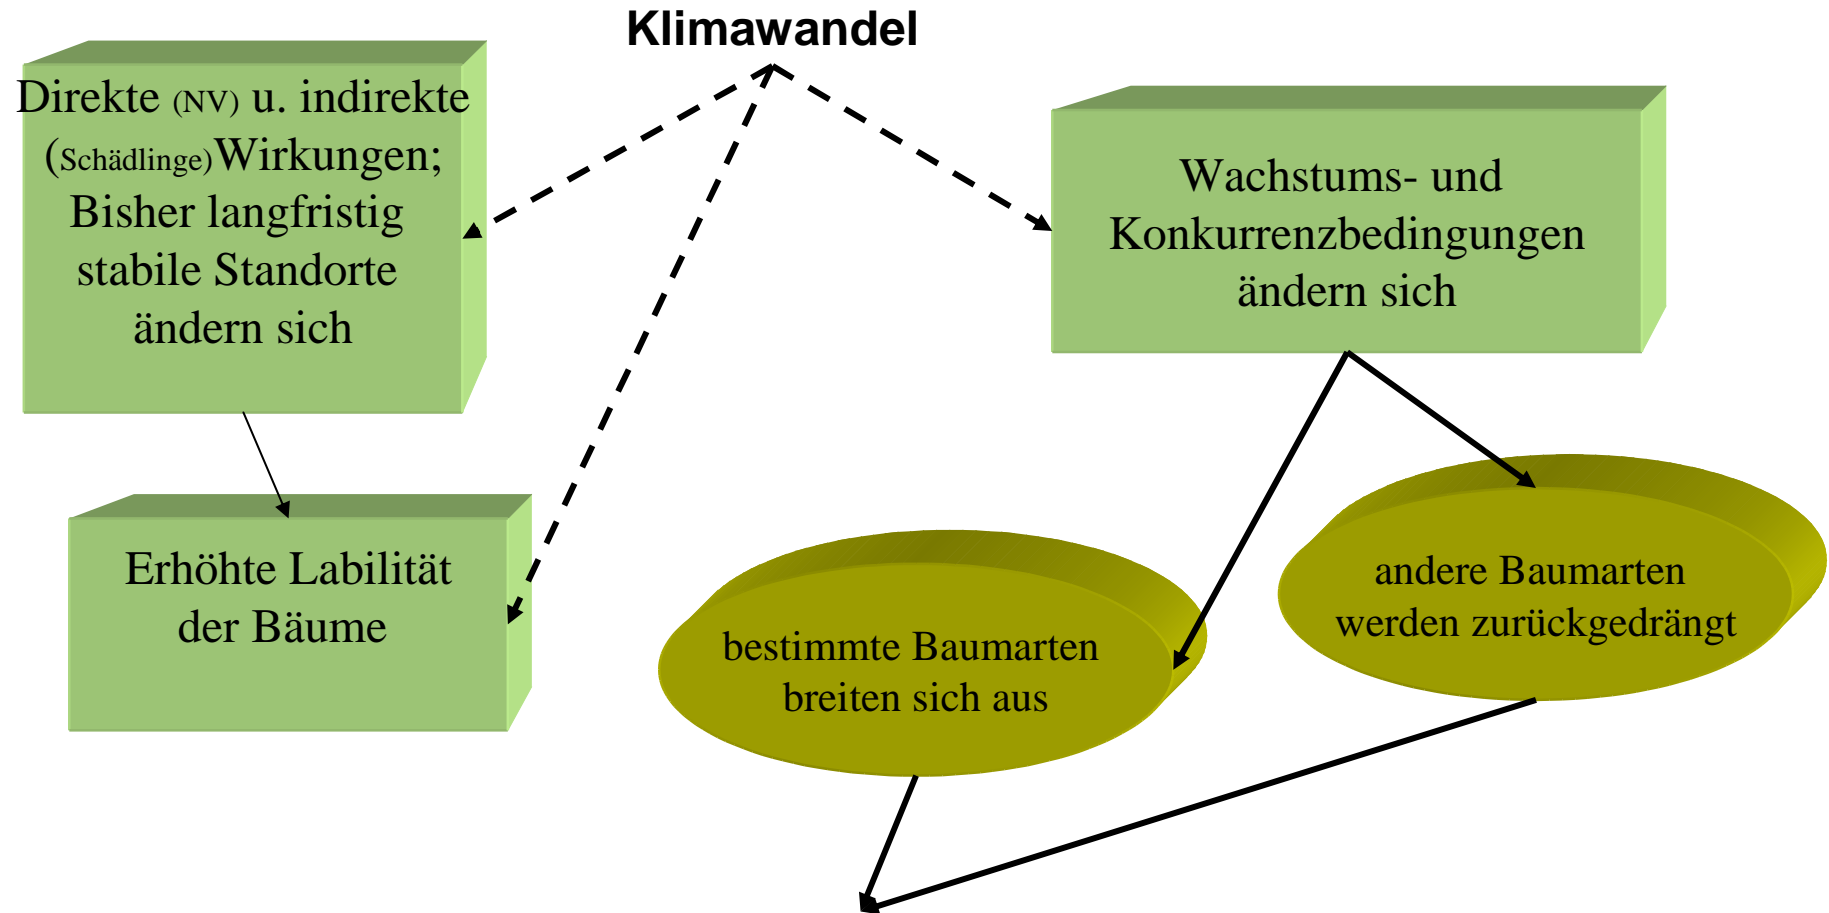 Klimawandel
Direkte (NV) u. indirekte
(Schädlinge)Wirkungen;
Bisher langfristig
stabile Standorte
ändern sich
Wachstums- und
Konkurrenzbedingungen
ändern sich
Erhöhte Labilität
der Bäume
bestimmte Baumarten
breiten sich aus
andere Baumarten
werden zurückgedrängt